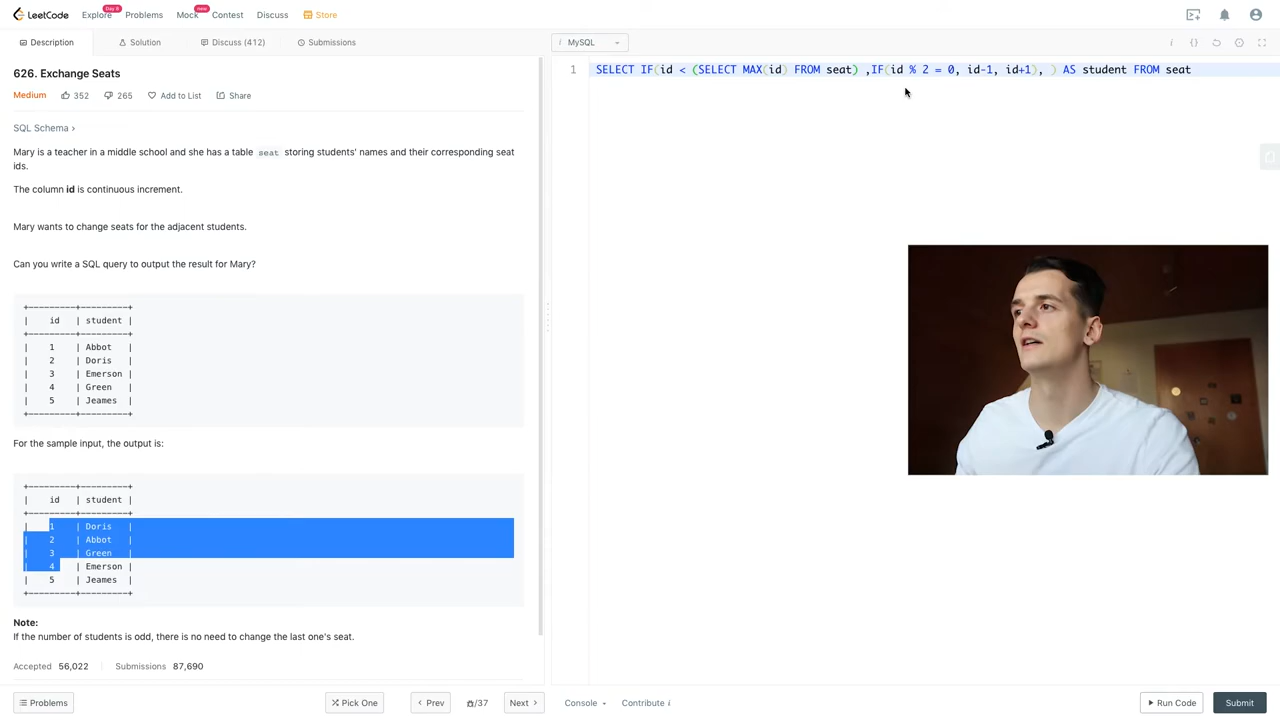 LeetCode Explore Day 8 Problems Mock new Contest Discuss Store
Description Solution Discuss (412) Submissions
i MySQL
626. Exchange Seats
Medium 352 265 Add to List Share
SQL Schema >
Mary is a teacher in a middle school and she has a table seat storing students' names and their corresponding seat
ids.
The column id is continuous increment.
Mary wants to change seats for the adjacent students.
Can you write a SQL query to output the result for Mary?
+---------+---------+
| id | student |
+---------+---------+
| 1 | Abbot |
| 2 | Doris |
| 3 | Emerson |
| 4 | Green |
| 5 | Jeames |
+---------+---------+
For the sample input, the output is:
+---------+---------+
| id | student |
+---------+---------+
| 1 | Doris |
| 2 | Abbot |
| 3 | Green |
| 4 | Emerson |
| 5 | Jeames |
+---------+---------+
Note:
If the number of students is odd, there is no need to change the last one's seat.
Accepted 56,022 Submissions 87,690
Problems Pick One < Prev /37 Next >
1 SELECT IF(id < (SELECT MAX(id) FROM seat) ,IF(id % 2 = 0, id-1, id+1), ) AS student FROM seat
Console Contribute i Run Code Submit